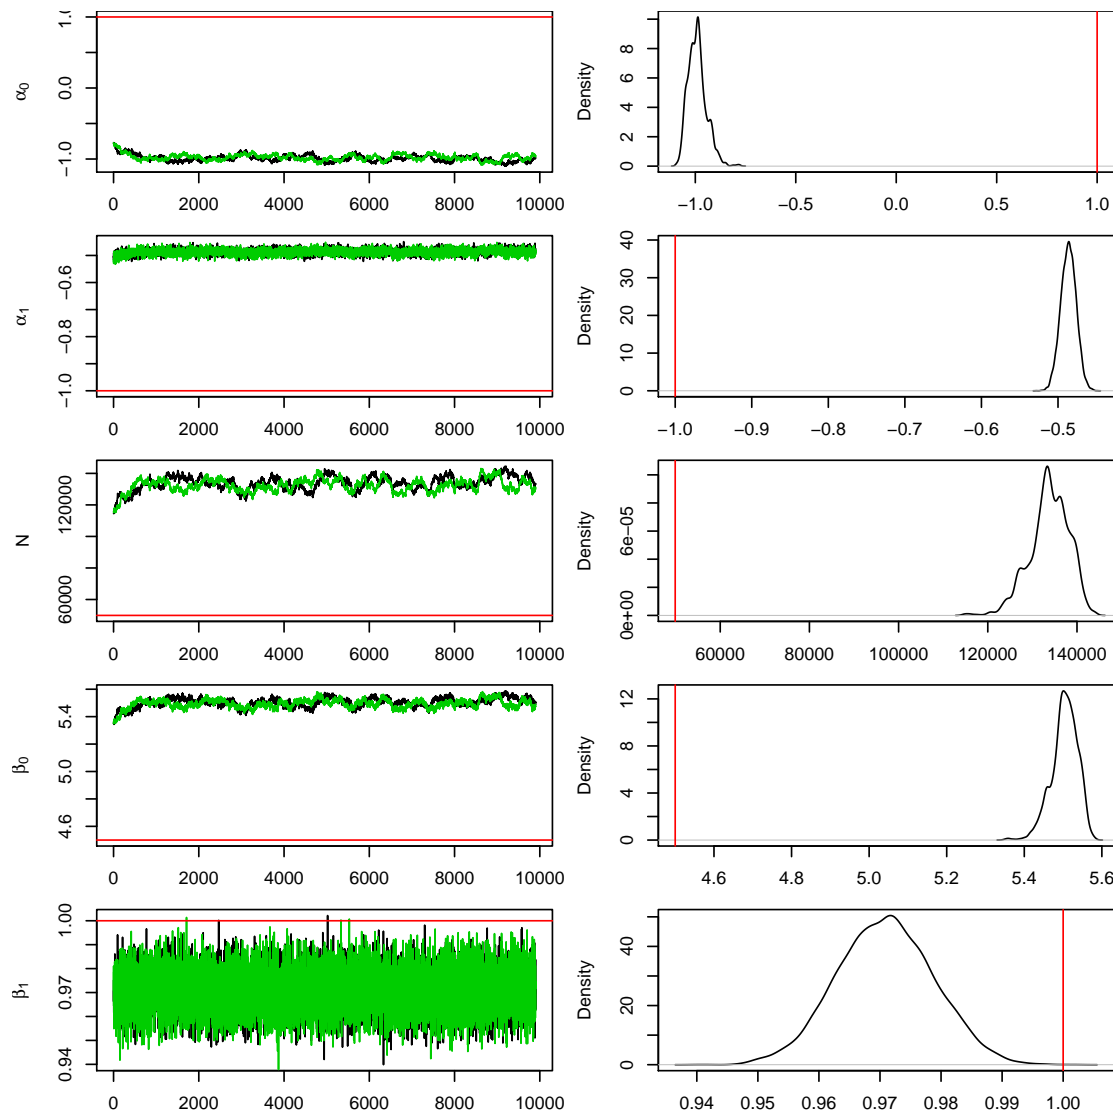 α0
1.0
0.0
−1.0
0 2000 4000 6000 8000 10000
Density
0 2 4 6 8
−1.0 −0.5 0.0 0.5 1.0
α1
−0.6
−0.8
−1.0
0 2000 4000 6000 8000 10000
Density
0 10 20 30 40
−1.0 −0.9 −0.8 −0.7 −0.6 −0.5
N
120000
60000
0 2000 4000 6000 8000 10000
Density
0e+00 6e−05
60000 80000 100000 120000 140000
β0
5.4
5.0
4.6
0 2000 4000 6000 8000 10000
Density
0 4 8 12
4.6 4.8 5.0 5.2 5.4 5.6
β1
1.00
0.97
0.94
0 2000 4000 6000 8000 10000
Density
0 20 40
0.94 0.95 0.96 0.97 0.98 0.99 1.00